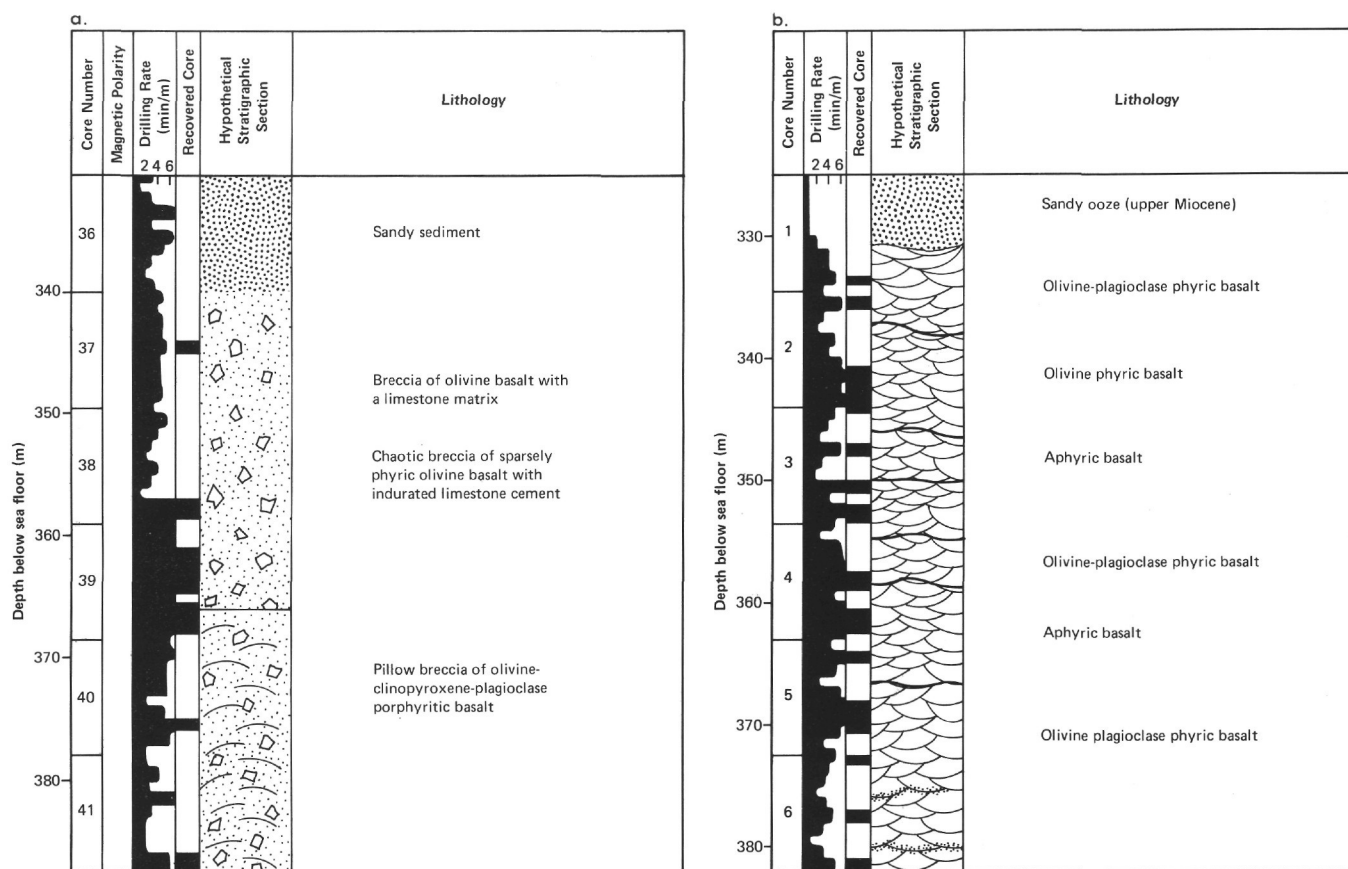 a.
Core Number
Magnetic Polarity
Drilling Rate
(min/m)
2 4 6
Recovered Core
Hypothetical
Stratigraphic
Section
Lithology
Depth below sea floor (m)
340
350
360
370
380
36
37
38
39
40
41
Sandy sediment
Breccia of olivine basalt with
a limestone matrix
Chaotic breccia of sparsely
phyric olivine basalt with
indurated limestone cement
Pillow breccia of olivine-
clinopyroxene-plagioclase
porphyritic basalt
b.
Core Number
Drilling Rate
(min/m)
2 4 6
Recovered Core
Hypothetical
Stratigraphic
Section
Lithology
Depth below sea floor (m)
330
340
350
360
370
380
1
2
3
4
5
6
Sandy ooze (upper Miocene)
Olivine-plagioclase phyric basalt
Olivine phyric basalt
Aphyric basalt
Olivine-plagioclase phyric basalt
Aphyric basalt
Olivine plagioclase phyric basalt